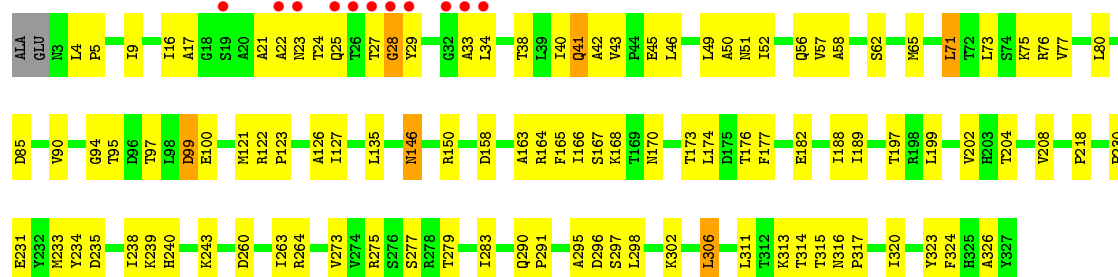 ALA GLU N3 L4 P5 I9 I16 A17 G18 S19 A20 A21 A22 N23 T24 Q25 T26 T27 G28 Y29 G32 A33 L34 T38 L39 I40 Q41 A42 V43 P44 E45 L46 L49 A50 N51 I52 Q56 V57 A58 S62 M65 L71 T72 L73 S74 K75 R76 V77 L80
D85 V90 G94 T95 D96 T97 L98 D99 E100 M121 R122 P123 A126 I127 L135 N146 R150 D158 A163 R164 F165 I166 S167 K168 T169 N170 T173 L174 D175 T176 F177 E182 I188 I189 T197 R198 L199 V202 H203 T204 V208 P218
E231 Y232 M233 Y234 D235 I238 K239 H240 K243 D260 I263 R264 V273 V274 R275 S276 S277 R278 T279 I283 Q290 P291 A295 D296 S297 L298 K302 L306 L311 T312 K313 T314 T315 N316 P317 I320 Y323 F324 H325 A326 Y327